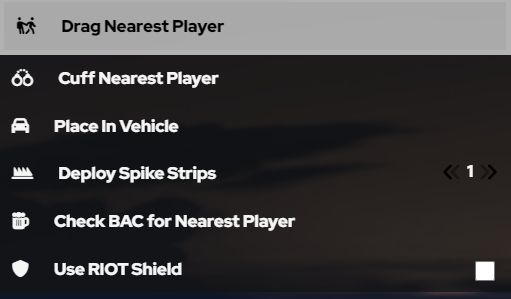 Drag Nearest Player
Cuff Nearest Player
Place In Vehicle
Deploy Spike Strips « 1 »
Check BAC for Nearest Player
Use RIOT Shield